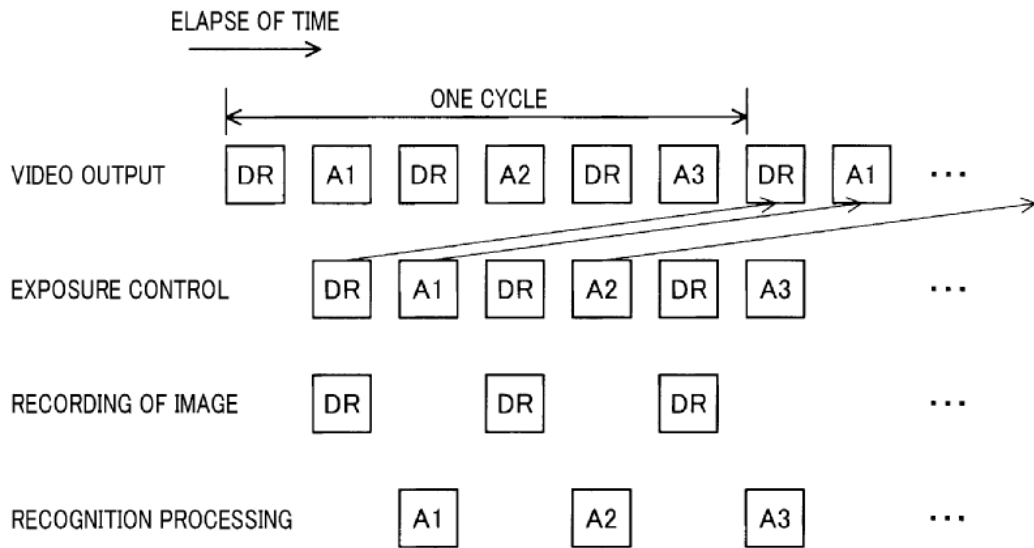 ELAPSE OF TIME
ONE CYCLE
VIDEO OUTPUT DR A1 DR A2 DR A3 DR A1 ...
EXPOSURE CONTROL DR A1 DR A2 DR A3 ...
RECORDING OF IMAGE DR DR DR ...
RECOGNITION PROCESSING A1 A2 A3 ...